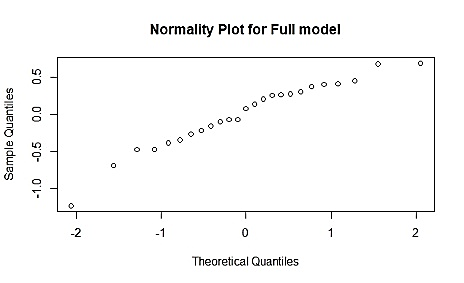 Normality Plot for Full model
Sample Quantiles
0.5
0.0
-0.5
-1.0
-2 -1 0 1 2
Theoretical Quantiles